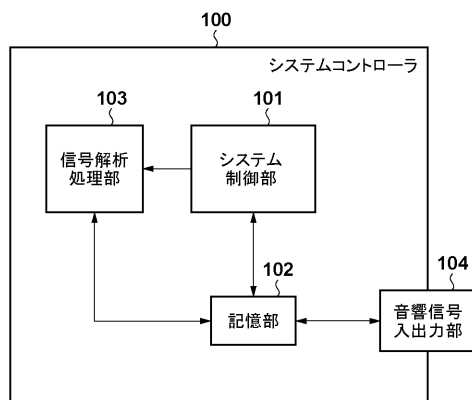 100
システムコントローラ
103
101
信号解析
処理部
システム
制御部
102
104
記憶部
音響信号
入出力部